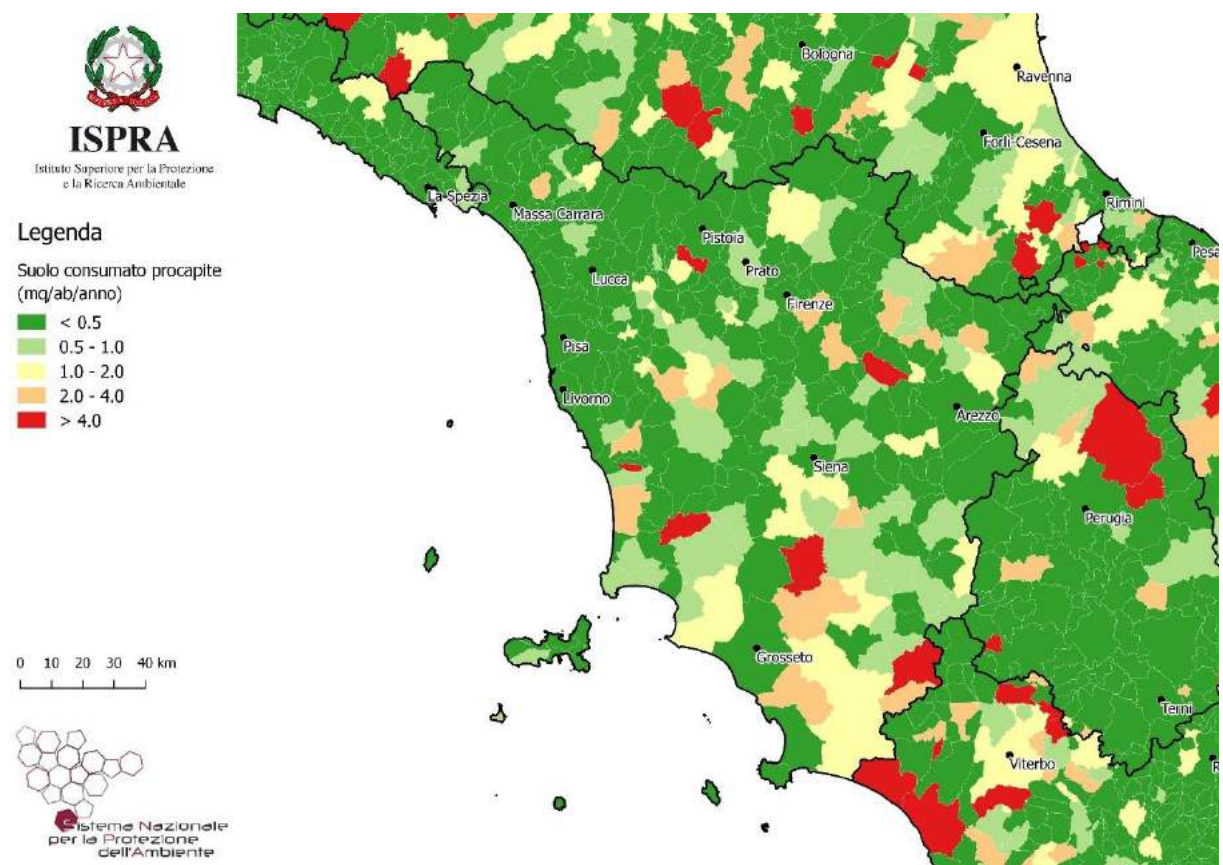 ISPRA
Istituto Superiore per la Protezione
e la Ricerca Ambientale
Legenda
Suolo consumato procapite
(mq/ab/anno)
< 0.5
0.5 - 1.0
1.0 - 2.0
2.0 - 4.0
> 4.0
0 10 20 30 40 km
Sistema Nazionale
per la Protezione
dell'Ambiente
Bologna
Ravenna
Forlì-Cesena
La Spezia
Massa Carrara
Rimini
Pistoia
Pesa
Prato
Lucca
Firenze
Pisa
Livorno
Arezzo
Siena
Perugia
Grosseto
Terni
Viterbo
R